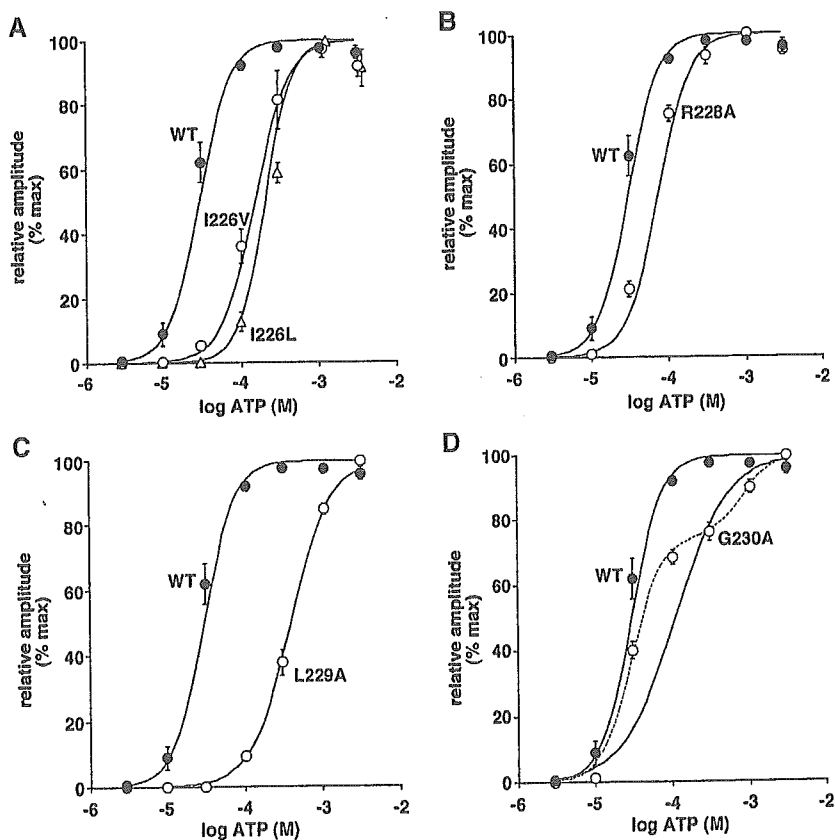 A
100
80
60
40
20
0
relative amplitude
(% max)
WT
I226V
I226L
-6 -5 -4 -3 -2
log ATP (M)
B
100
80
60
40
20
0
relative amplitude
(% max)
WT
R228A
-6 -5 -4 -3 -2
log ATP (M)
C
100
80
60
40
20
0
relative amplitude
(% max)
WT
L229A
-6 -5 -4 -3 -2
log ATP (M)
D
100
80
60
40
20
0
relative amplitude
(% max)
WT
G230A
-6 -5 -4 -3 -2
log ATP (M)